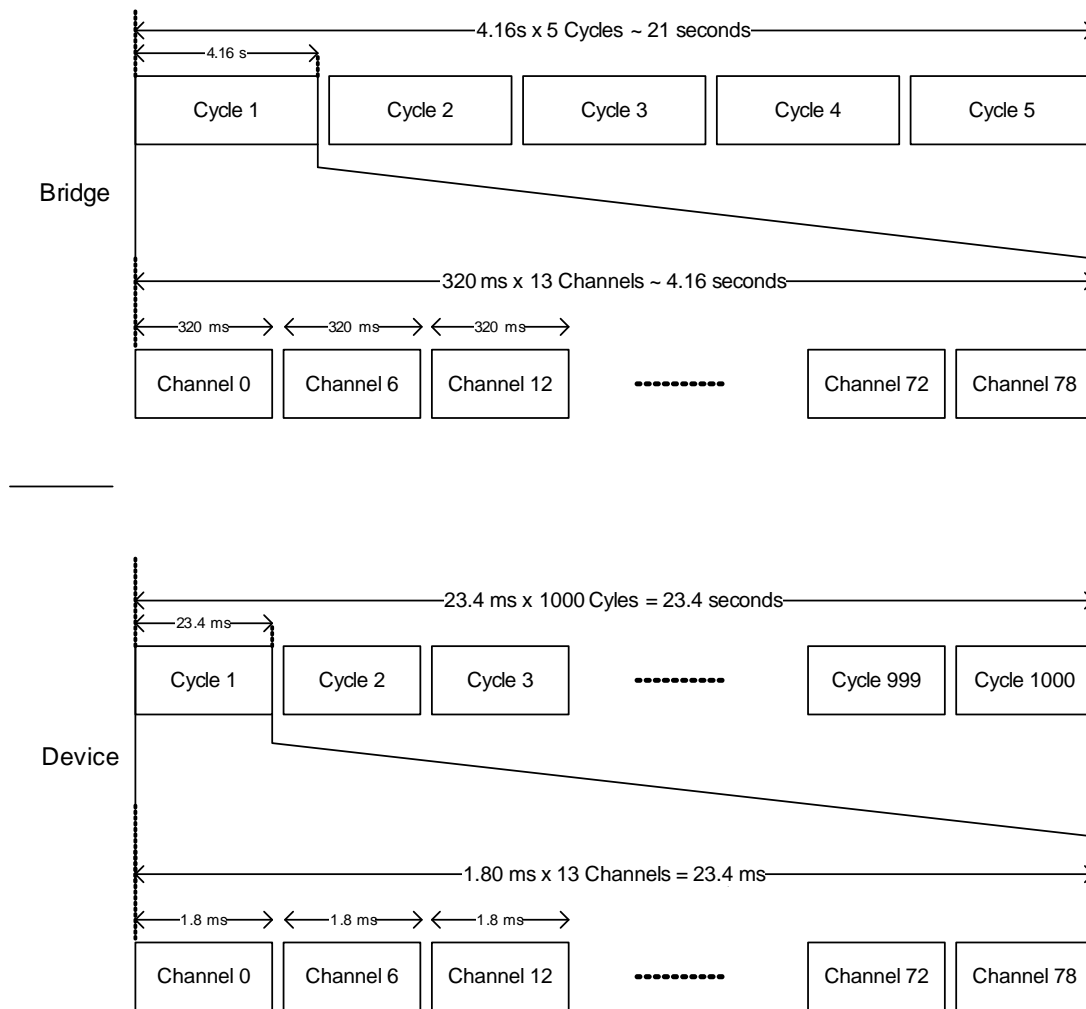 4.16s x 5 Cycles ~ 21 seconds
4.16 s
Cycle 1 Cycle 2 Cycle 3 Cycle 4 Cycle 5
Bridge
320 ms x 13 Channels ~ 4.16 seconds
320 ms 320 ms 320 ms
Channel 0 Channel 6 Channel 12 Channel 72 Channel 78
23.4 ms x 1000 Cyles = 23.4 seconds
23.4 ms
Cycle 1 Cycle 2 Cycle 3 Cycle 999 Cycle 1000
Device
1.80 ms x 13 Channels = 23.4 ms
1.8 ms 1.8 ms 1.8 ms
Channel 0 Channel 6 Channel 12 Channel 72 Channel 78